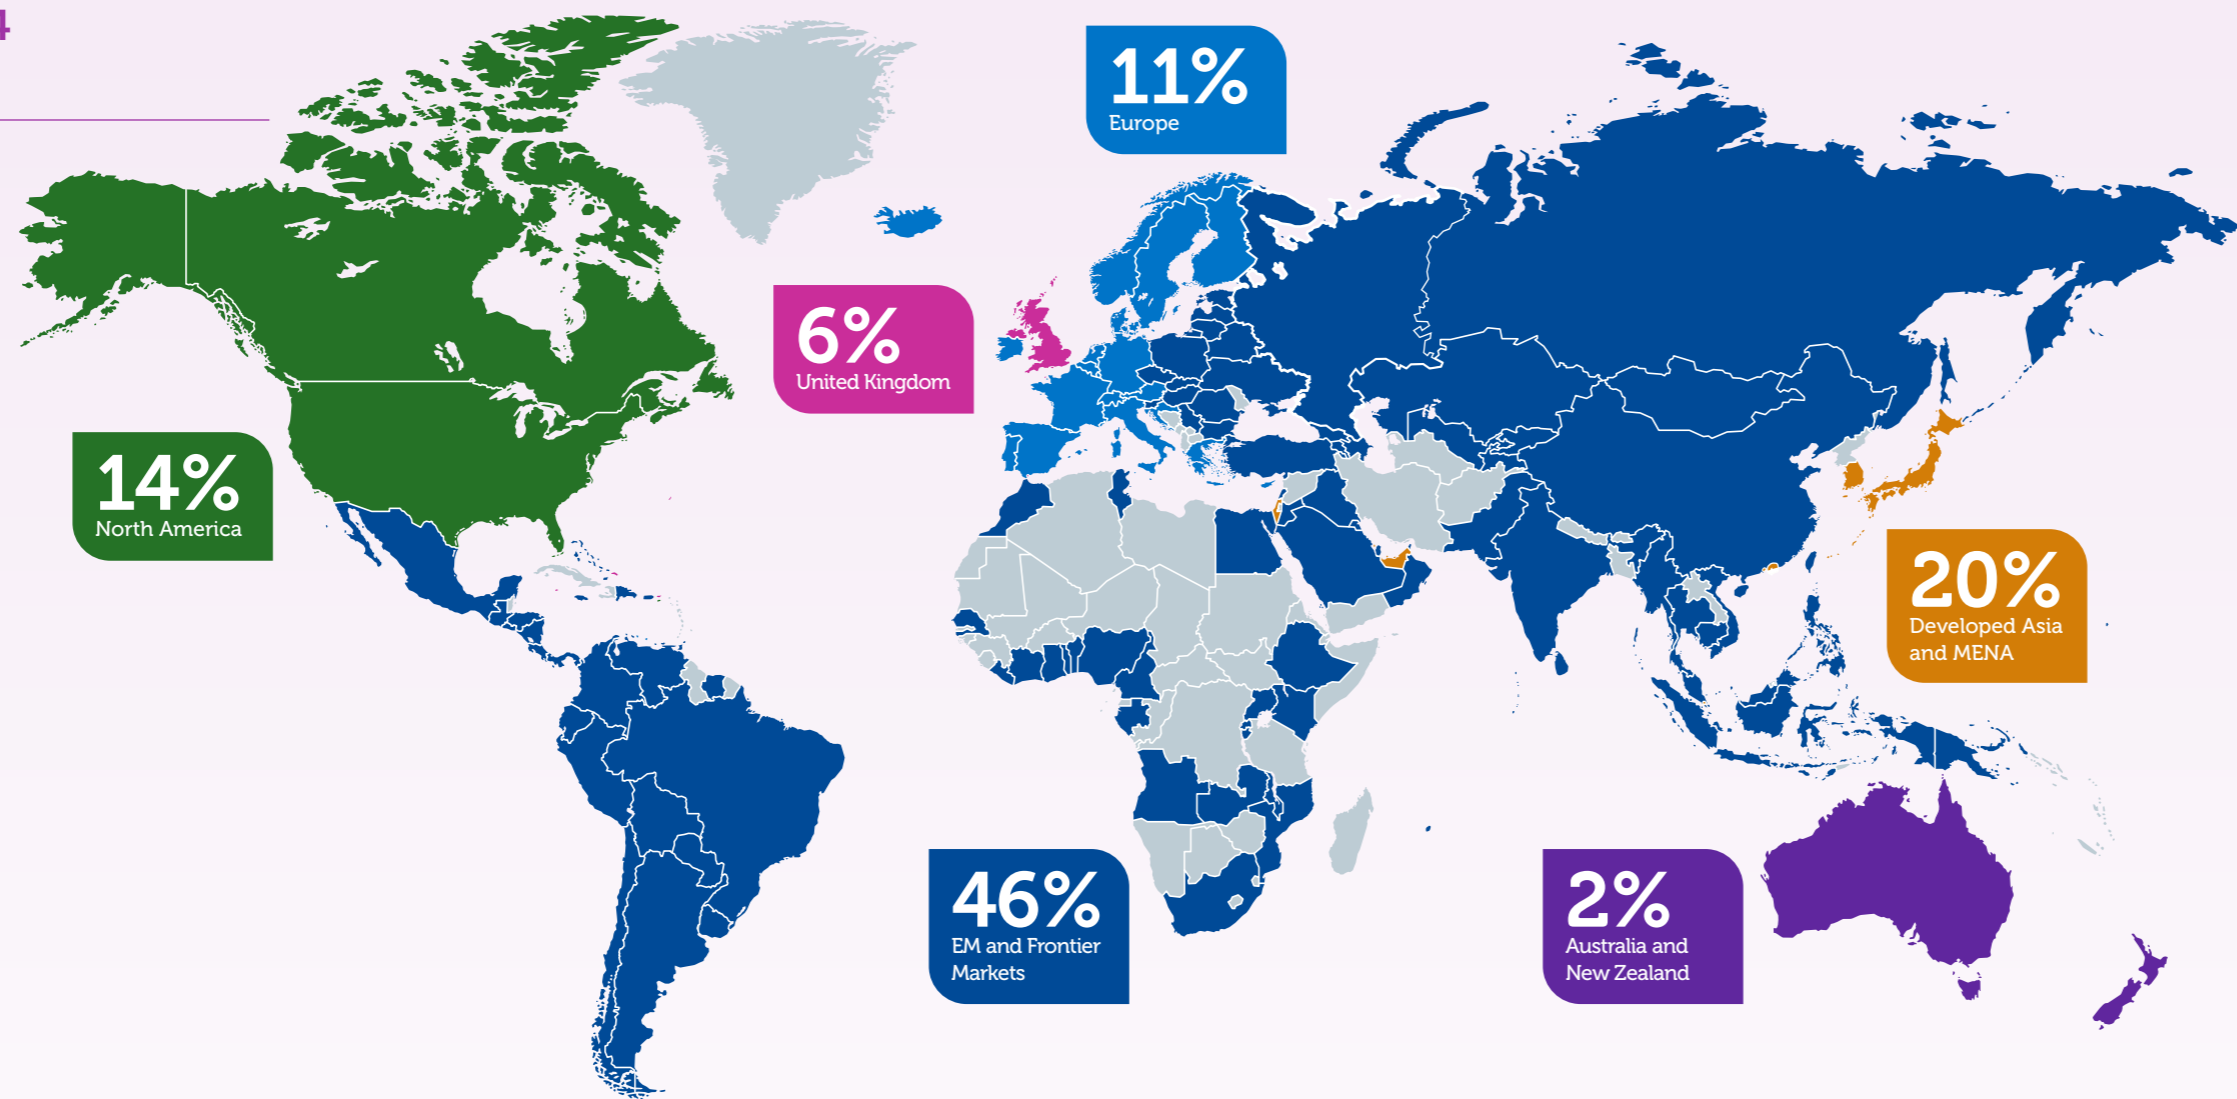 4
11%
Europe
6%
United Kingdom
14%
North America
20%
Developed Asia
and MENA
46%
EM and Frontier
Markets
2%
Australia and
New Zealand